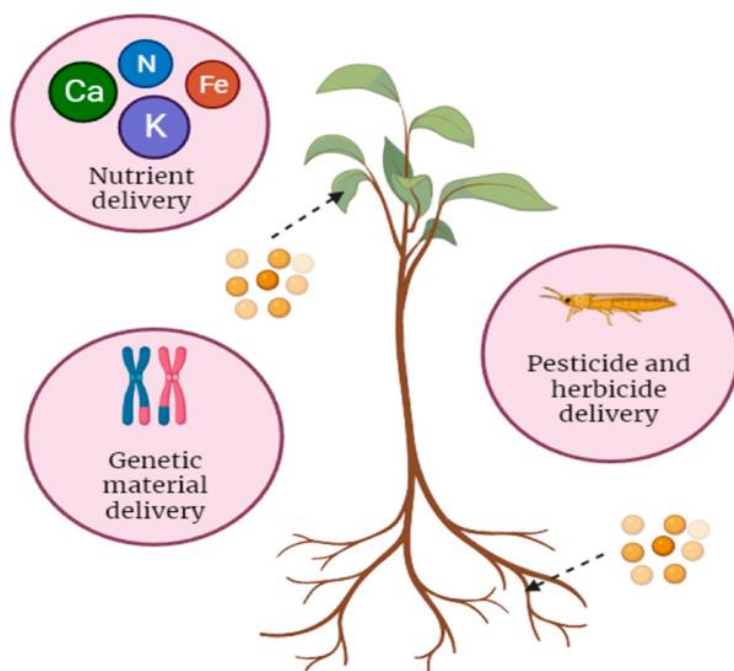 N
Ca
Fe
K
Nutrient
delivery
Pesticide and
herbicide
delivery
Genetic
material
delivery